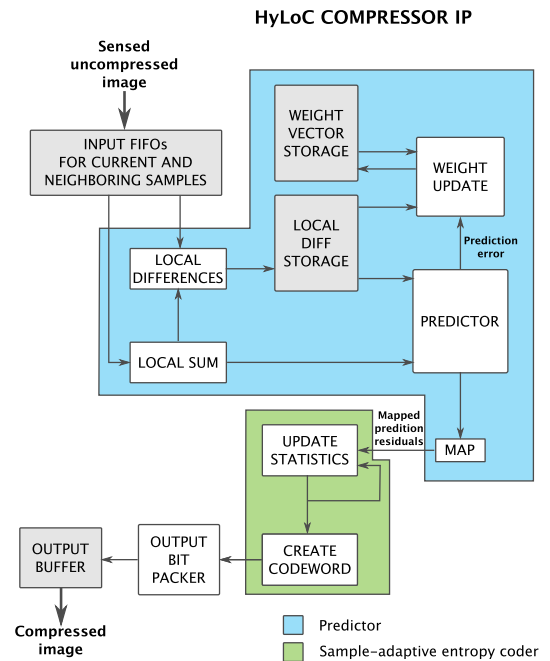 HyLoC COMPRESSOR IP
Sensed
uncompressed
image
INPUT FIFOs
FOR CURRENT AND
NEIGHBORING SAMPLES
WEIGHT
VECTOR
STORAGE
WEIGHT
UPDATE
LOCAL
DIFF
STORAGE
LOCAL
DIFFERENCES
Prediction
error
PREDICTOR
LOCAL SUM
Mapped
predition
residuals
MAP
UPDATE
STATISTICS
CREATE
CODEWORD
OUTPUT
BIT
PACKER
OUTPUT
BUFFER
Compressed
image
Predictor
Sample-adaptive entropy coder